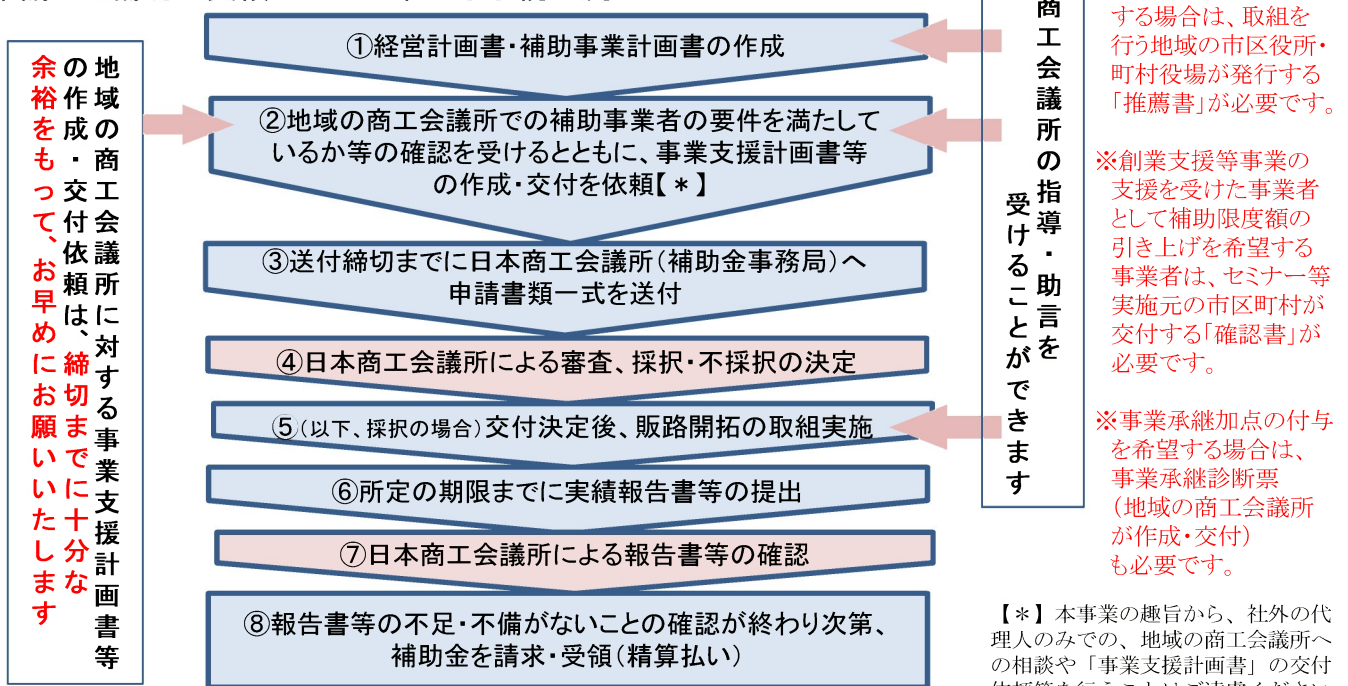 地域の商工会議所に対する事業支援計画書等
の作成・交付依頼は、締切までに十分な
余裕をもって、お早めにお願いいたします
①経営計画書・補助事業計画書の作成
②地域の商工会議所での補助事業者の要件を満たして
いるか等の確認を受けるとともに、事業支援計画書等
の作成・交付を依頼【＊】
③送付締切までに日本商工会議所（補助金事務局）へ
申請書類一式を送付
④日本商工会議所による審査、採択・不採択の決定
⑤（以下、採択の場合）交付決定後、販路開拓の取組実施
⑥所定の期限までに実績報告書等の提出
⑦日本商工会議所による報告書等の確認
⑧報告書等の不足・不備がないことの確認が終わり次第、
補助金を請求・受領（精算払い）
商工会議所の指導・助言を
受けることができます
する場合は、取組を
行う地域の市区役所・
町村役場が発行する
「推薦書」が必要です。
※創業支援等事業の
支援を受けた事業者
として補助限度額の
引き上げを希望する
事業者は、セミナー等
実施元の市区町村が
交付する「確認書」が
必要です。
※事業承継加点の付与
を希望する場合は、
事業承継診断票
（地域の商工会議所
が作成・交付）
も必要です。
【＊】本事業の趣旨から、社外の代
理人のみでの、地域の商工会議所へ
の相談や「事業支援計画書」の交付